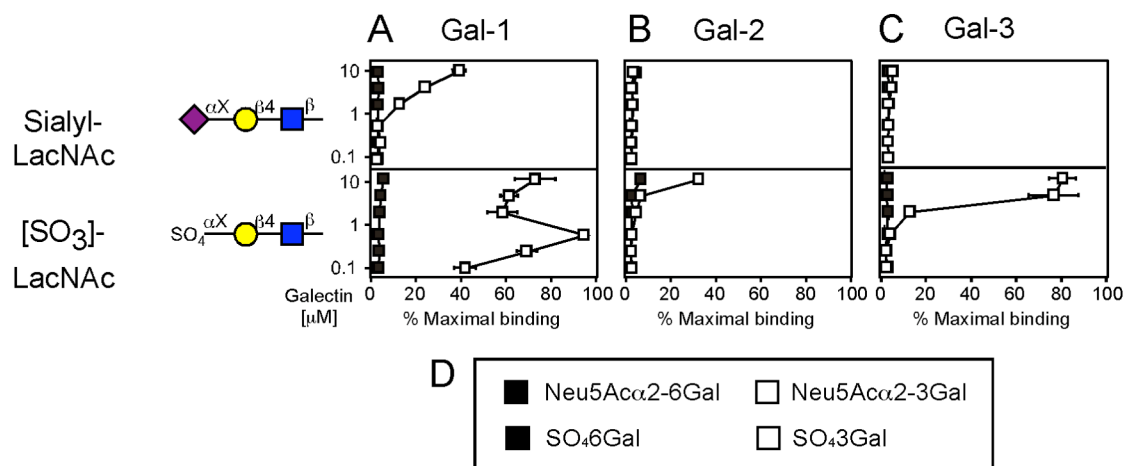 A Gal-1 B Gal-2 C Gal-3
Sialyl-
LacNAc
αX β4 β
10
1
0.1
[SO3]-
LacNAc
SO4 αX β4 β
10
1
0.1
Galectin
[μM]
0 20 40 60 80 100 0 20 40 60 80 100 0 20 40 60 80 100
% Maximal binding % Maximal binding % Maximal binding
D
Neu5Acα2-6Gal Neu5Acα2-3Gal
SO46Gal SO43Gal